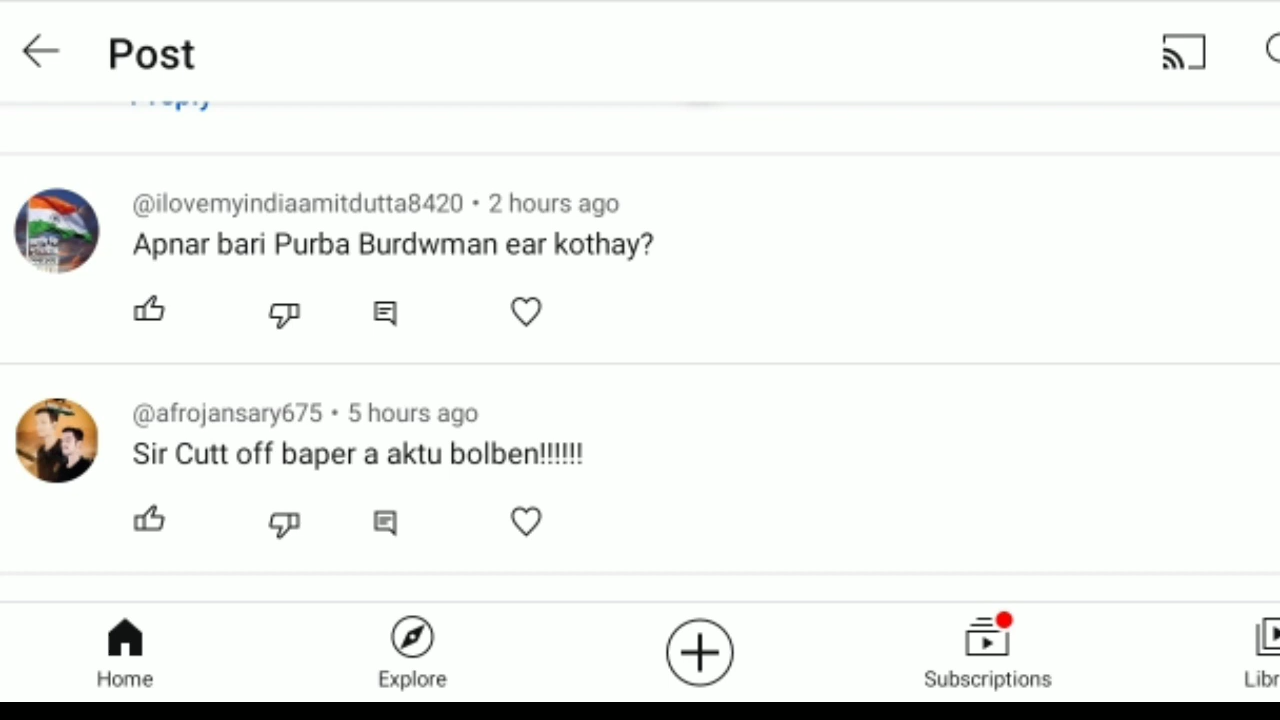 Post
@ilovemyindiaamitdutta8420 • 2 hours ago
Apnar bari Purba Burdwman ear kothay?
@afrojansary675 • 5 hours ago
Sir Cutt off baper a aktu bolben!!!!!!
Home
Explore
Subscriptions